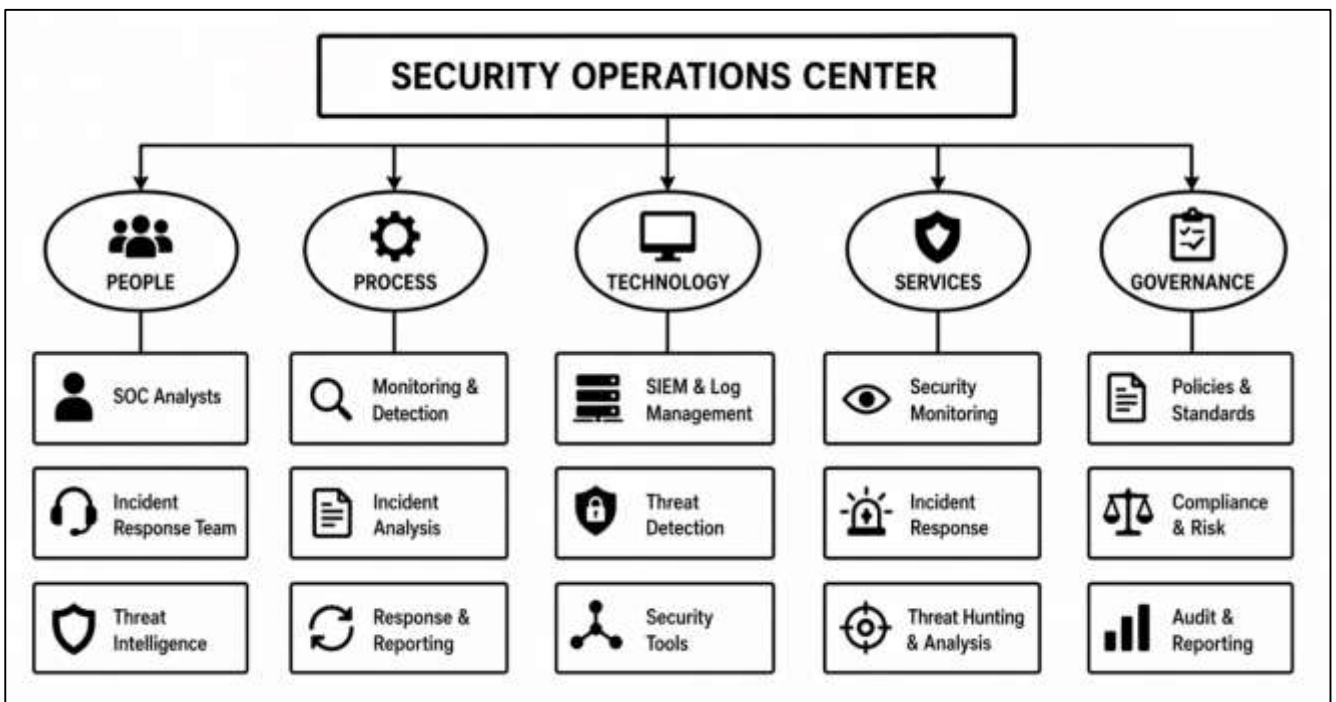 SECURITY OPERATIONS CENTER
PEOPLE
PROCESS
TECHNOLOGY
SERVICES
GOVERNANCE
SOC Analysts
Monitoring &
Detection
SIEM & Log
Management
Security
Monitoring
Policies &
Standards
Incident
Response Team
Incident
Analysis
Threat
Detection
Incident
Response
Compliance
& Risk
Threat
Intelligence
Response &
Reporting
Security
Tools
Threat Hunting
& Analysis
Audit &
Reporting